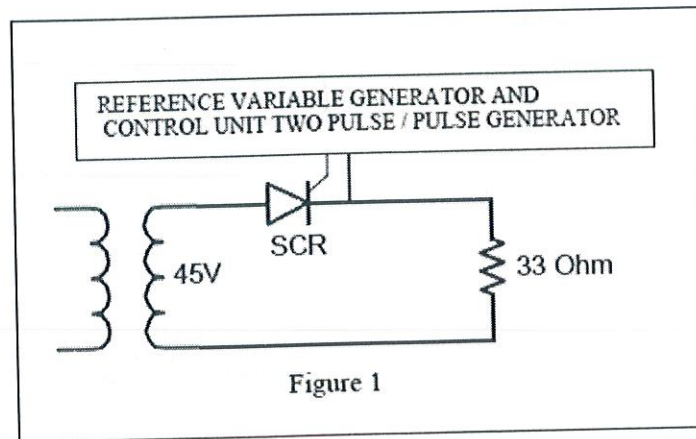 REFERENCE VARIABLE GENERATOR AND
CONTROL UNIT TWO PULSE / PULSE GENERATOR
SCR
45V
33 Ohm
Figure 1